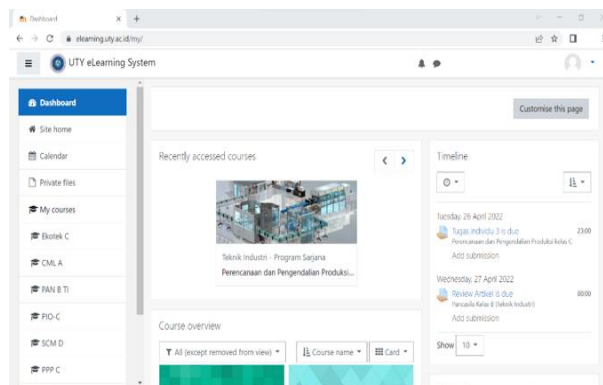 Dashboard
elearning.uty.ac.id/my/
UTY eLearning System
Dashboard
Site home
Calendar
Private files
My courses
Ekotek C
CML A
PAN B TI
PIO-C
SCM D
PPP C
Customise this page
Recently accessed courses
Teknik Industri - Program Sarjana
Perencanaan dan Pengendalian Produksi...
Course overview
All (except removed from view)
Course name
Card
Timeline
Tuesday, 26 April 2022
Tugas individu 3 is due 23:00
Perencanaan dan Pengendalian Produksi kelas C
Add submission
Wednesday, 27 April 2022
Review Artikel is due 00:00
Pancasila Kelas B (Teknik Industri)
Add submission
Show 10